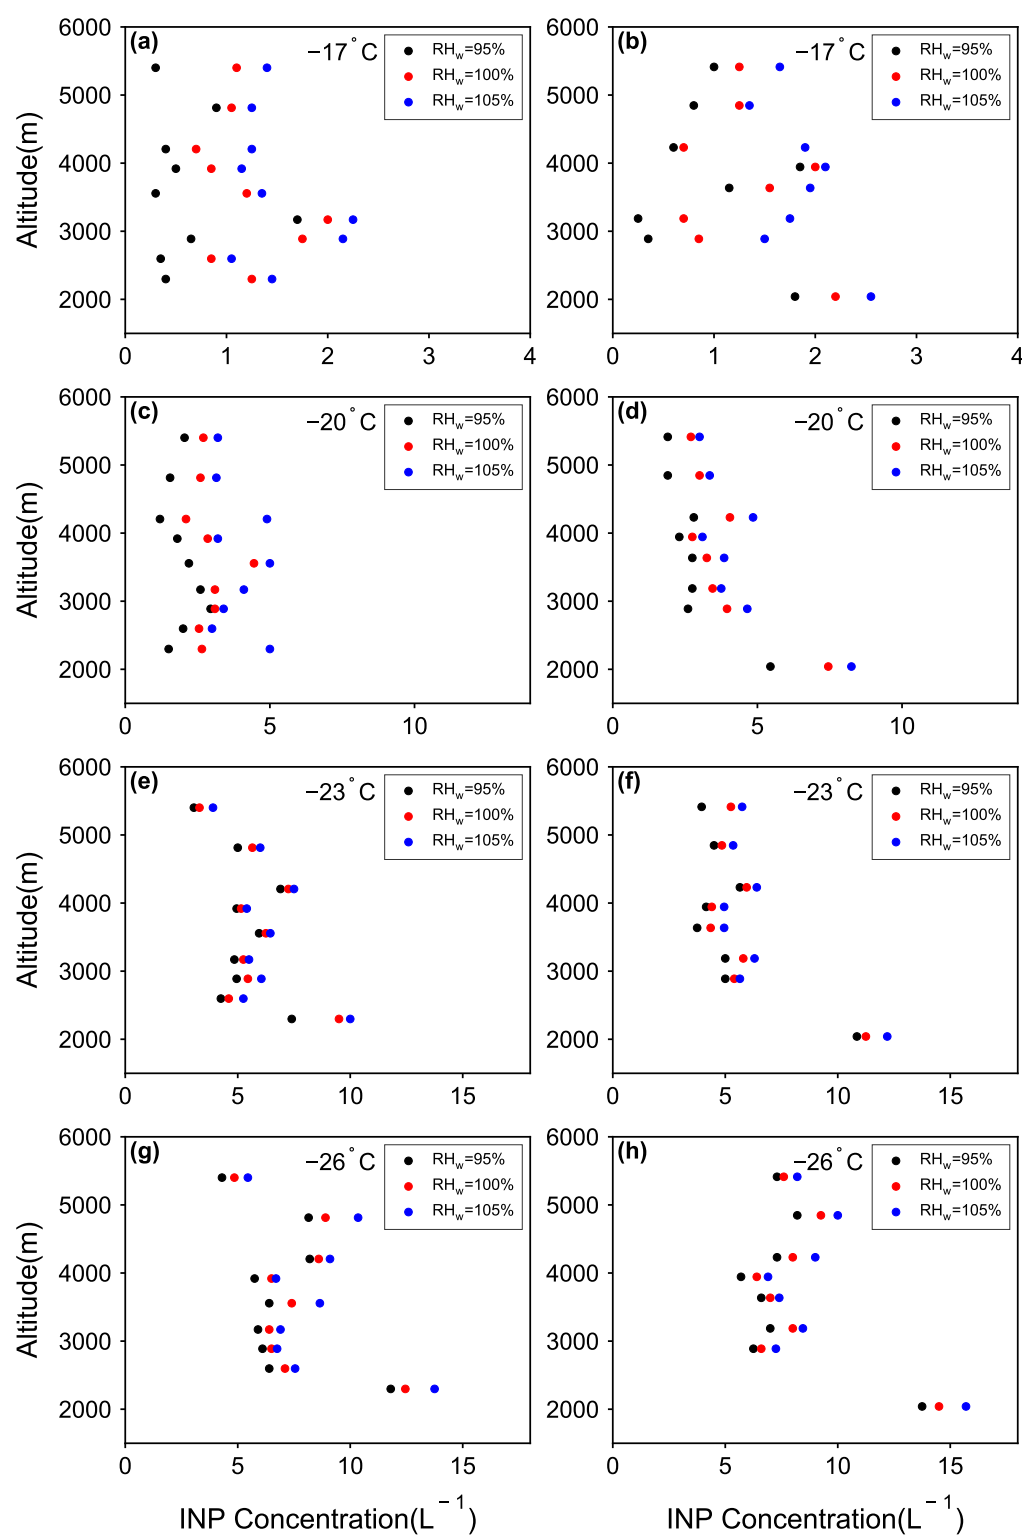 6000
5000
4000
3000
2000
Altitude(m)
(a)
−17°C
RHw=95%
RHw=100%
RHw=105%
0 1 2 3 4
6000
5000
4000
3000
2000
(b)
−17°C
RHw=95%
RHw=100%
RHw=105%
0 1 2 3 4
6000
5000
4000
3000
2000
Altitude(m)
(c)
−20°C
RHw=95%
RHw=100%
RHw=105%
0 5 10
6000
5000
4000
3000
2000
(d)
−20°C
RHw=95%
RHw=100%
RHw=105%
0 5 10
6000
5000
4000
3000
2000
Altitude(m)
(e)
−23°C
RHw=95%
RHw=100%
RHw=105%
0 5 10 15
6000
5000
4000
3000
2000
(f)
−23°C
RHw=95%
RHw=100%
RHw=105%
0 5 10 15
6000
5000
4000
3000
2000
Altitude(m)
(g)
−26°C
RHw=95%
RHw=100%
RHw=105%
0 5 10 15
INP Concentration(L⁻¹)
6000
5000
4000
3000
2000
(h)
−26°C
RHw=95%
RHw=100%
RHw=105%
0 5 10 15
INP Concentration(L⁻¹)